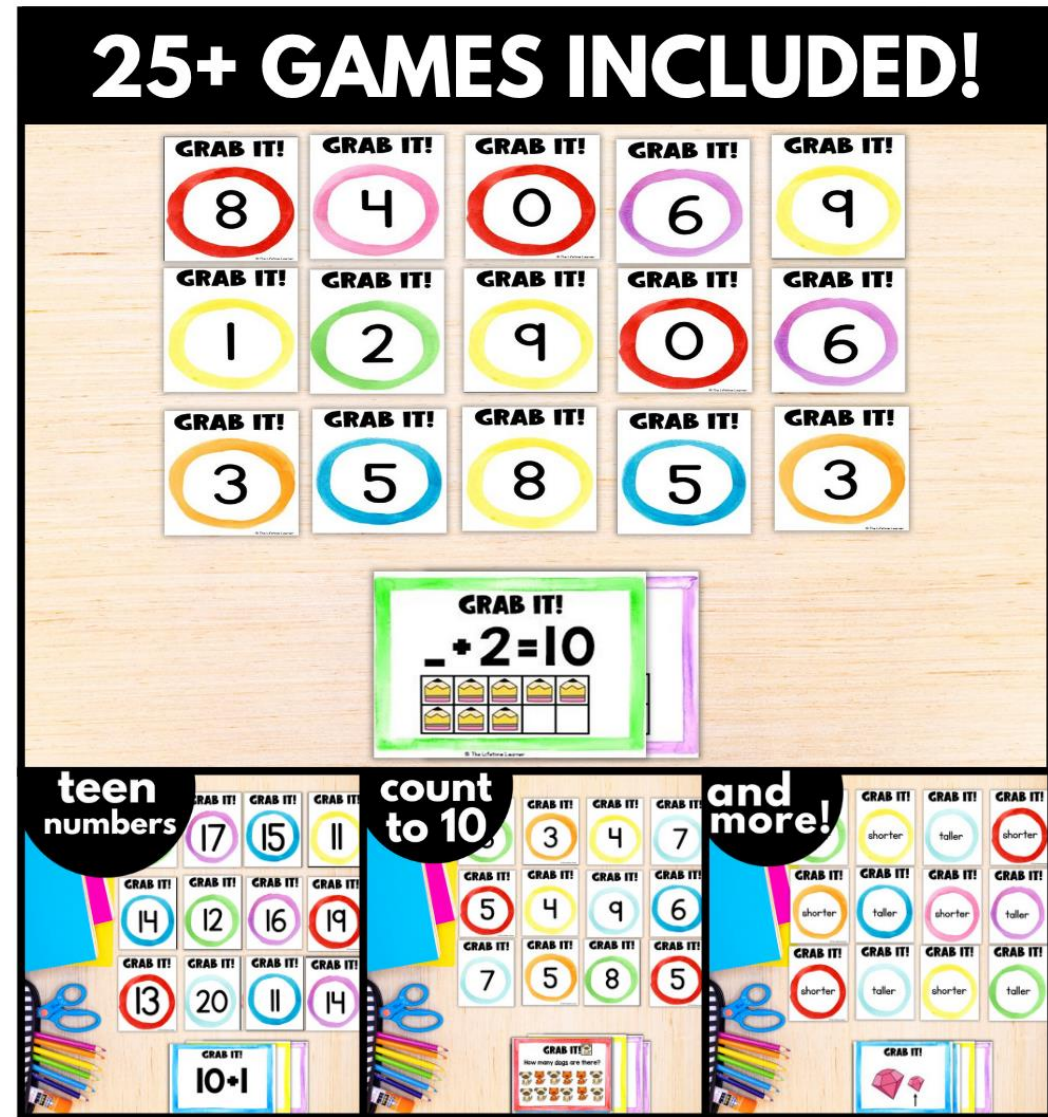 25+ GAMES INCLUDED!
GRAB IT! GRAB IT! GRAB IT! GRAB IT! GRAB IT!
8 4 0 6 9
GRAB IT! GRAB IT! GRAB IT! GRAB IT! GRAB IT!
1 2 9 0 6
GRAB IT! GRAB IT! GRAB IT! GRAB IT! GRAB IT!
3 5 8 5 3
GRAB IT!
_+2=10
© The Lifetime Learner
teen
numbers
GRAB IT! GRAB IT! GRAB IT!
17 15 11
GRAB IT! GRAB IT! GRAB IT! GRAB IT!
14 12 16 19
GRAB IT! GRAB IT! GRAB IT! GRAB IT!
13 20 11 14
GRAB IT!
10+1
count
to 10
GRAB IT! GRAB IT! GRAB IT!
3 4 7
GRAB IT! GRAB IT! GRAB IT! GRAB IT!
5 4 9 6
GRAB IT! GRAB IT! GRAB IT! GRAB IT!
7 5 8 5
GRAB IT!
How many dogs are there?
and
more!
GRAB IT! GRAB IT! GRAB IT!
shorter taller shorter
GRAB IT! GRAB IT! GRAB IT! GRAB IT!
shorter taller shorter taller
GRAB IT! GRAB IT! GRAB IT! GRAB IT!
shorter taller shorter taller
GRAB IT!